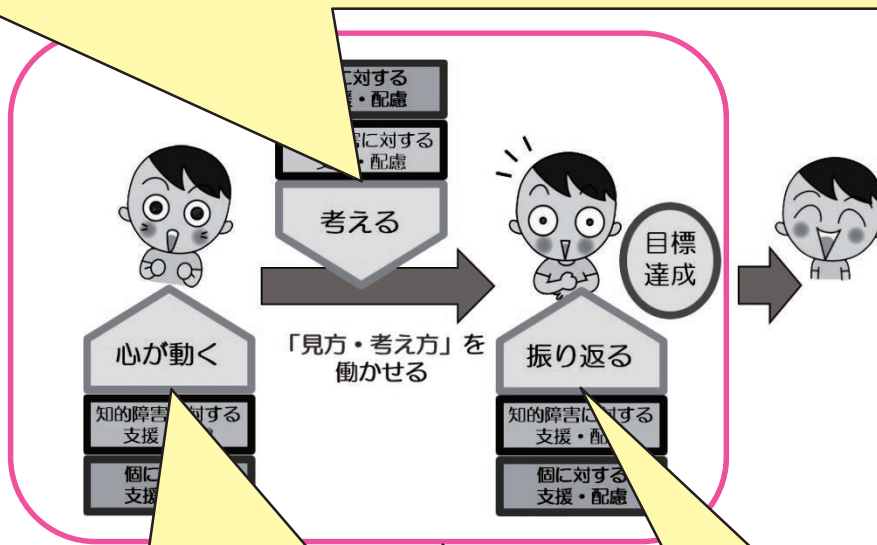 に対する
・配慮
害に対する
・配慮
考える
目標
達成
心が動く
「見方・考え方」を
働かせる
振り返る
知的障害 対する
支援
個に
支援
知的障害に対する
支援・配
個に対する
支援・配慮